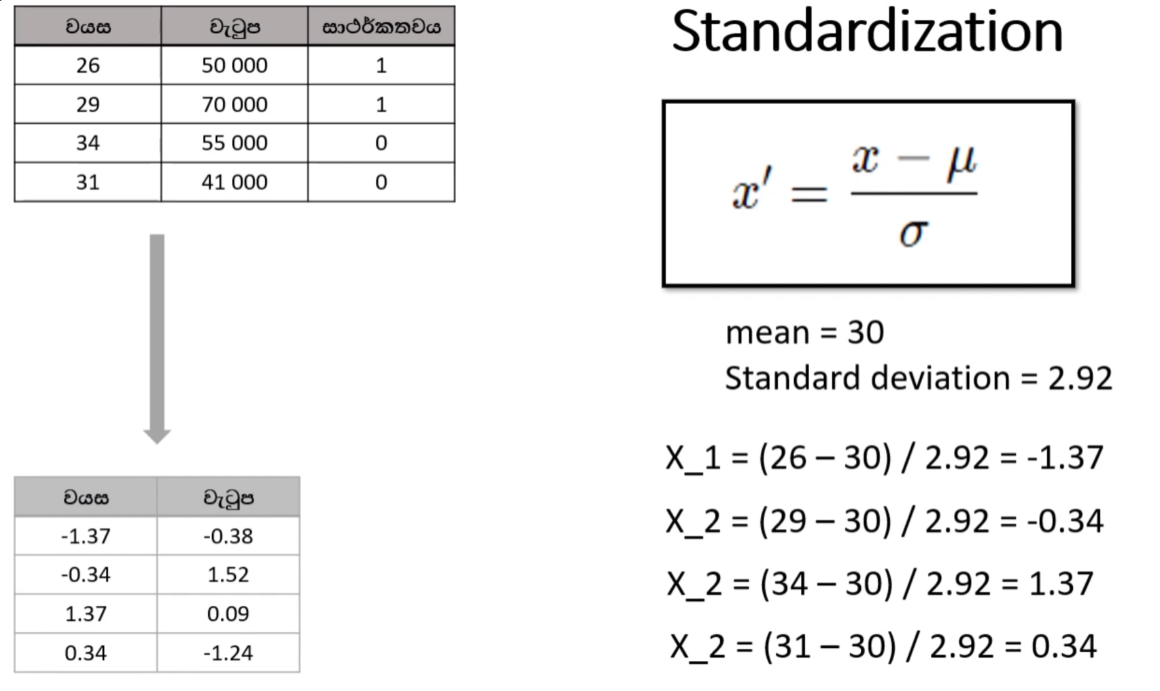 වයස වැටුප සාර්ථකත්වය
26 50 000 1
29 70 000 1
34 55 000 0
31 41 000 0
වයස වැටුප
-1.37 -0.38
-0.34 1.52
1.37 0.09
0.34 -1.24
Standardization
x′ = (x − μ) / σ
mean = 30
Standard deviation = 2.92
X_1 = (26 – 30) / 2.92 = -1.37
X_2 = (29 – 30) / 2.92 = -0.34
X_2 = (34 – 30) / 2.92 = 1.37
X_2 = (31 – 30) / 2.92 = 0.34